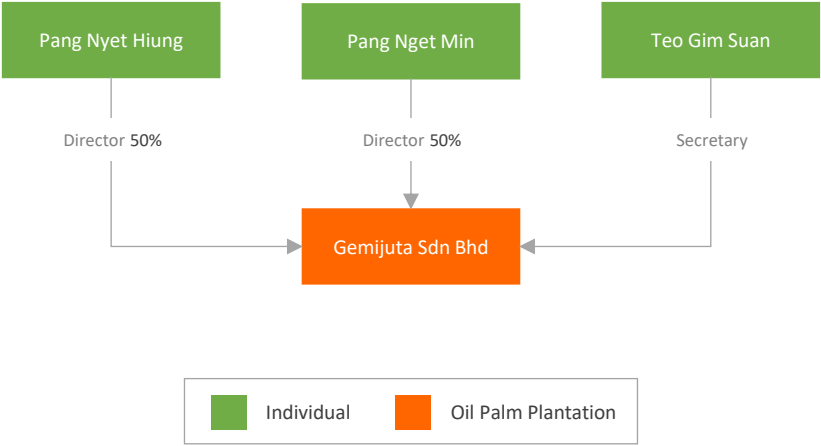 Pang Nyet Hiung
Pang Nget Min
Teo Gim Suan
Director 50%
Director 50%
Secretary
Gemijuta Sdn Bhd
Individual
Oil Palm Plantation